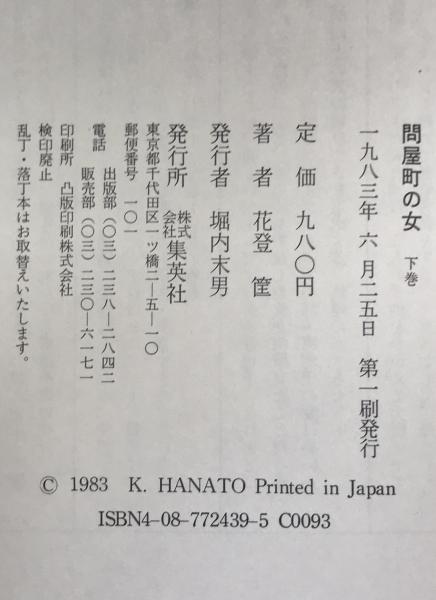 問屋町の女 下巻
一九八三年 六月二五日 第一刷発行
定価 九八〇円
著者 花登筐
発行者 堀内末男
発行所 株式会社 集英社
東京都千代田区一ツ橋二―五―一〇
郵便番号 一〇一
電話 出版部(〇三)二三八―二八四二
販売部(〇三)二三〇―六一七一
印刷所 凸版印刷株式会社
検印廃止
乱丁・落丁本はお取替えいたします。
© 1983 K. HANATO Printed in Japan
ISBN4-08-772439-5 C0093